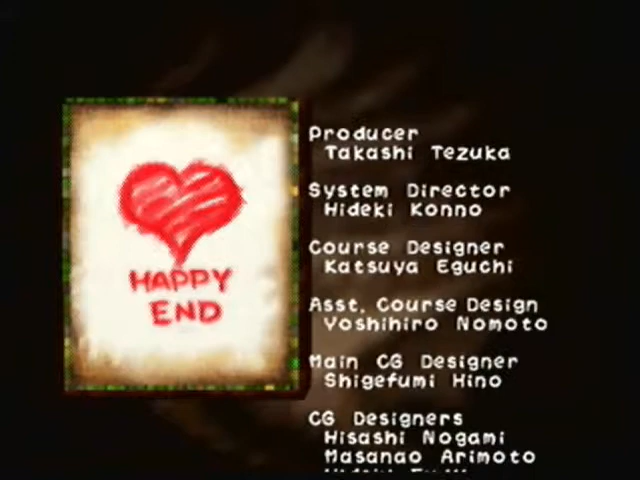 HAPPY
END
Producer
Takashi Tezuka
System Director
Hideki Konno
Course Designer
Katsuya Eguchi
Asst. Course Design
Yoshihiro Nomoto
Main CG Designer
Shigefumi Hino
CG Designers
Hisashi Nogami
Masanao Arimoto